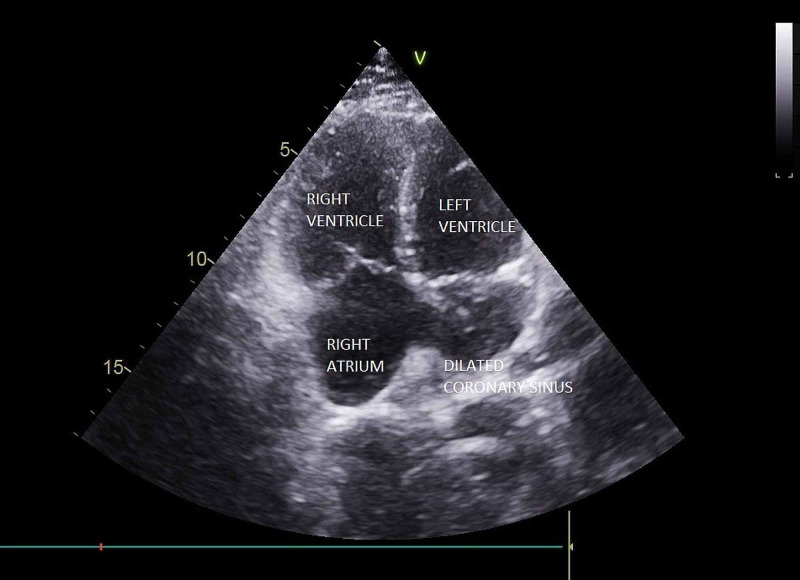 V
5
10
15
RIGHT
VENTRICLE
LEFT
VENTRICLE
RIGHT
ATRIUM
DILATED
CORONARY SINUS